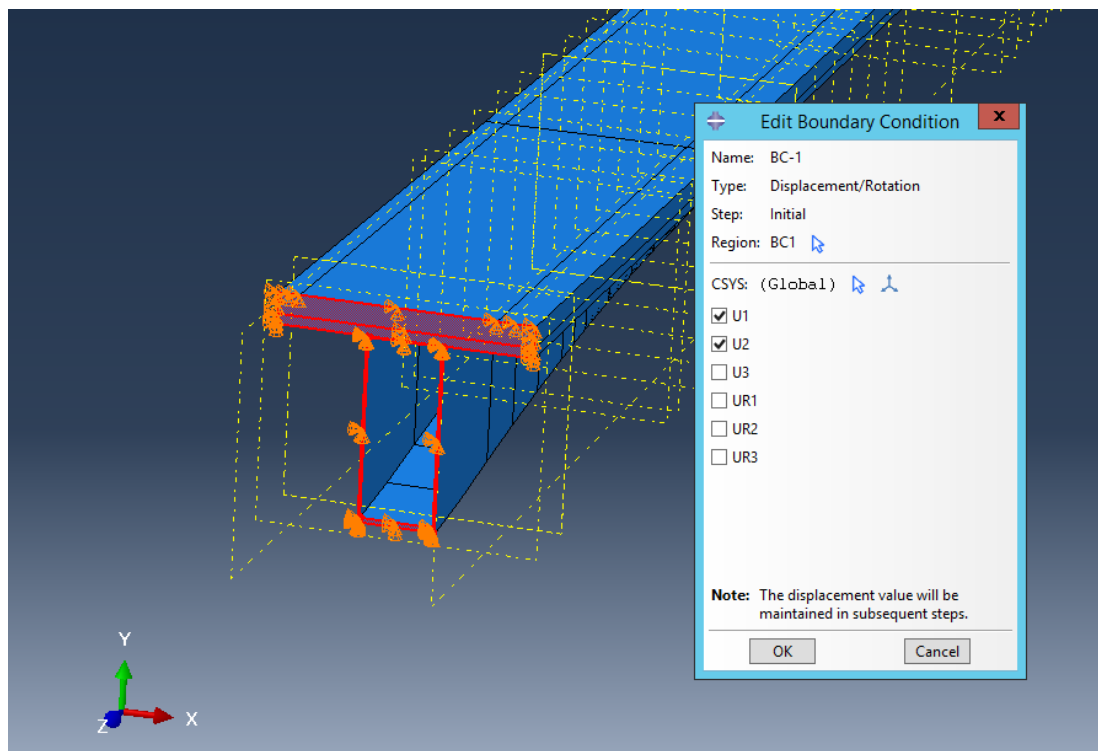 Edit Boundary Condition
X
Name: BC-1
Type: Displacement/Rotation
Step: Initial
Region: BC1
CSYS: (Global)
U1
U2
U3
UR1
UR2
UR3
Note: The displacement value will be
maintained in subsequent steps.
OK Cancel
Y
Z X